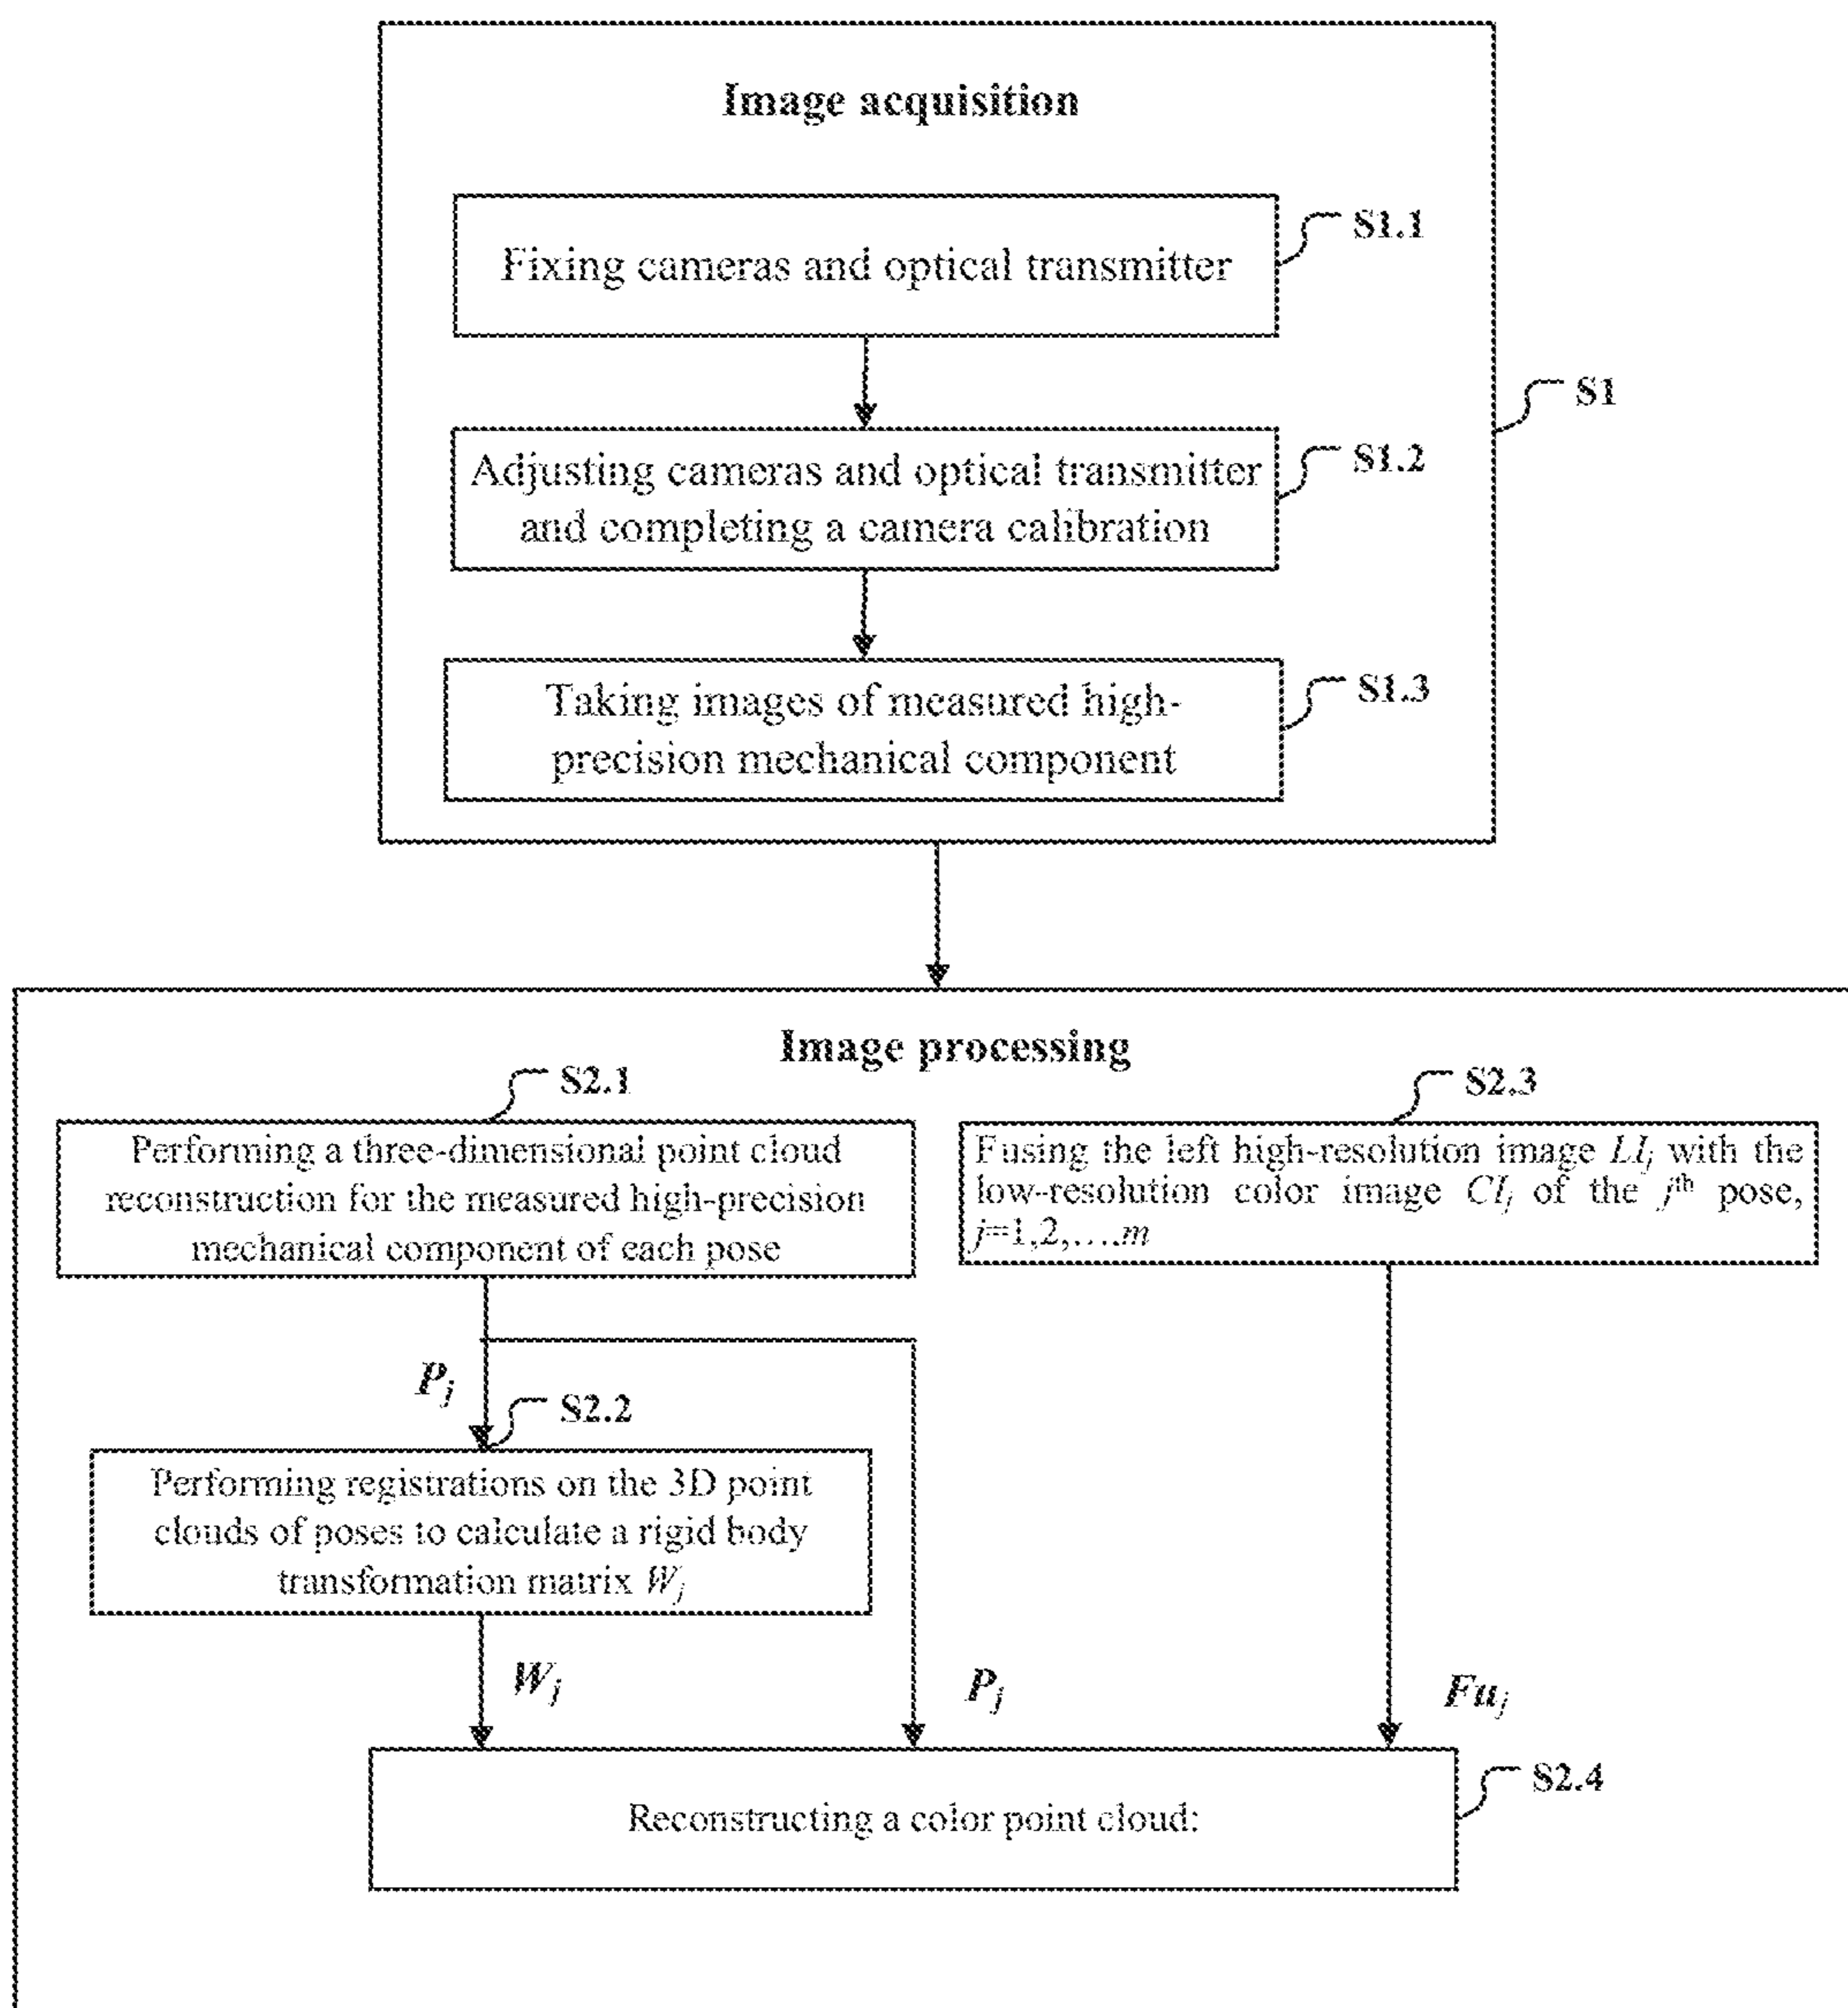 Image acquisition
S1.1
Fixing cameras and optical transmitter
S1
S1.2
Adjusting cameras and optical transmitter
and completing a camera calibration
S1.3
Taking images of measured high-
precision mechanical component
Image processing
S2.1
Performing a three-dimensional point cloud
reconstruction for the measured high-precision
mechanical component of each pose
S2.3
Fusing the left high-resolution image LIj with the
low-resolution color image CIj of the jth pose,
j=1,2,….m
Pj
S2.2
Performing registrations on the 3D point
clouds of poses to calculate a rigid body
transformation matrix Wj
Wj
Pj
Fuj
S2.4
Reconstructing a color point cloud: